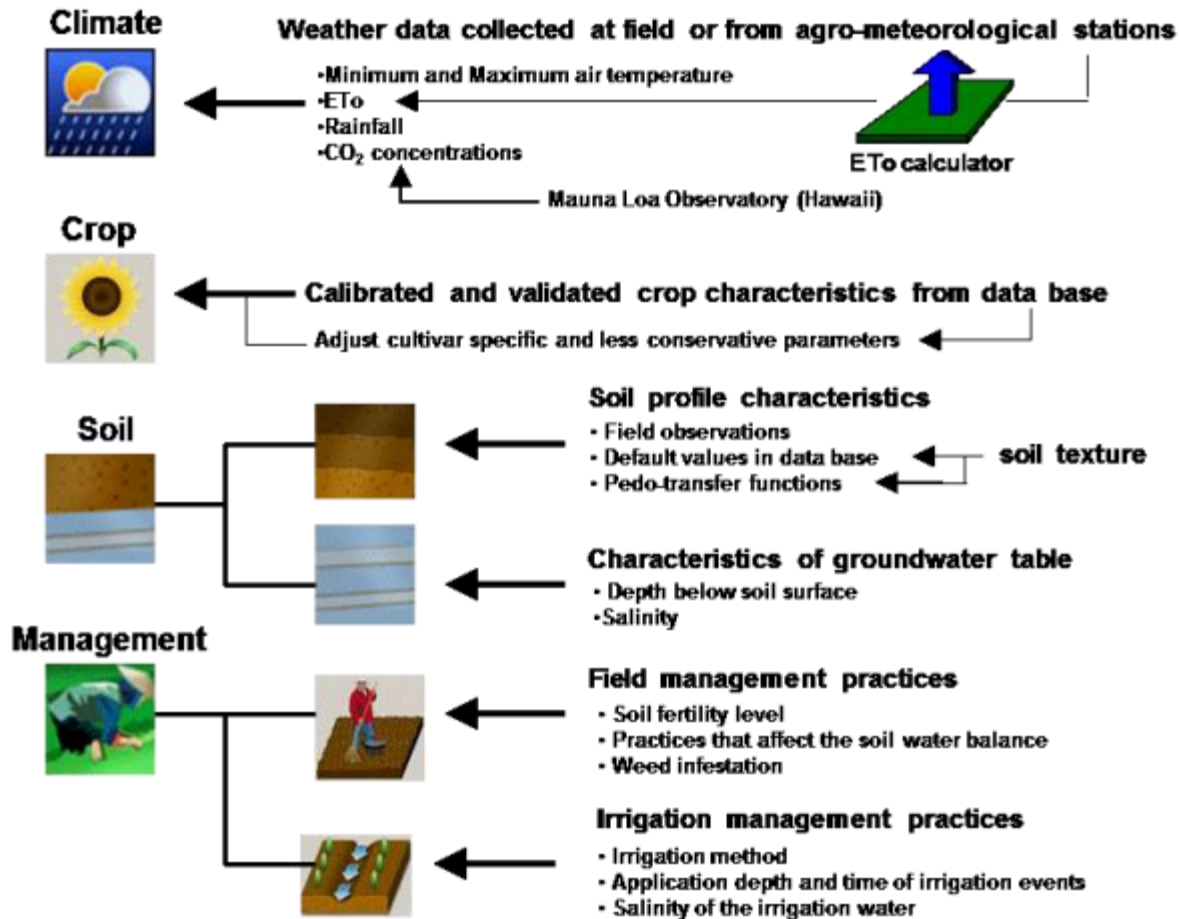 Climate
Weather data collected at field or from agro-meteorological stations
•Minimum and Maximum air temperature
•ETo
•Rainfall
•CO₂ concentrations
ETo calculator
Mauna Loa Observatory (Hawaii)
Crop
Calibrated and validated crop characteristics from data base
Adjust cultivar specific and less conservative parameters
Soil
Soil profile characteristics
• Field observations
• Default values in data base
• Pedo-transfer functions
soil texture
Characteristics of groundwater table
• Depth below soil surface
•Salinity
Management
Field management practices
• Soil fertility level
• Practices that affect the soil water balance
• Weed infestation
Irrigation management practices
• Irrigation method
• Application depth and time of irrigation events
• Salinity of the irrigation water